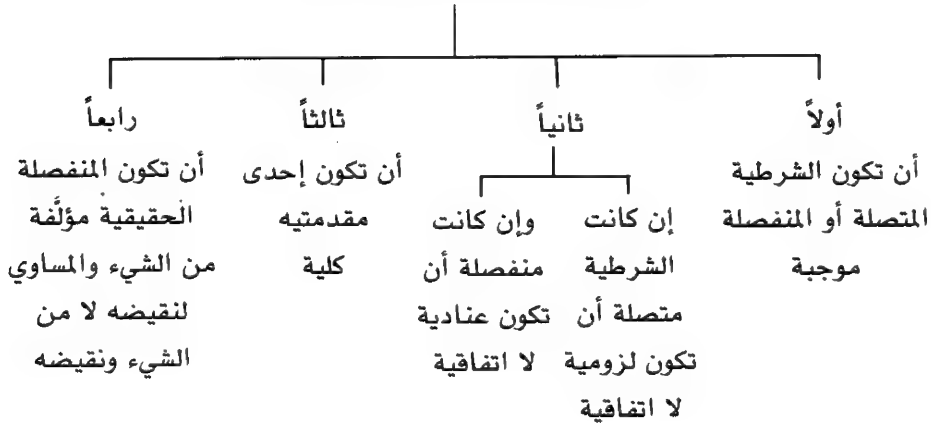 أولاً
أن تكون الشرطية
المتصلة أو المنفصلة
موجبة
ثانياً
إن كانت
الشرطية
متصلة أن
تكون لزومية
لا اتفاقية
وإن كانت
منفصلة أن
تكون عنادية
لا اتفاقية
ثالثاً
أن تكون إحدى
مقدمتيه
كلية
رابعاً
أن تكون المنفصلة
الحقيقية مؤلَّفة
من الشيء والمساوي
لنقيضه لا من
الشيء ونقيضه